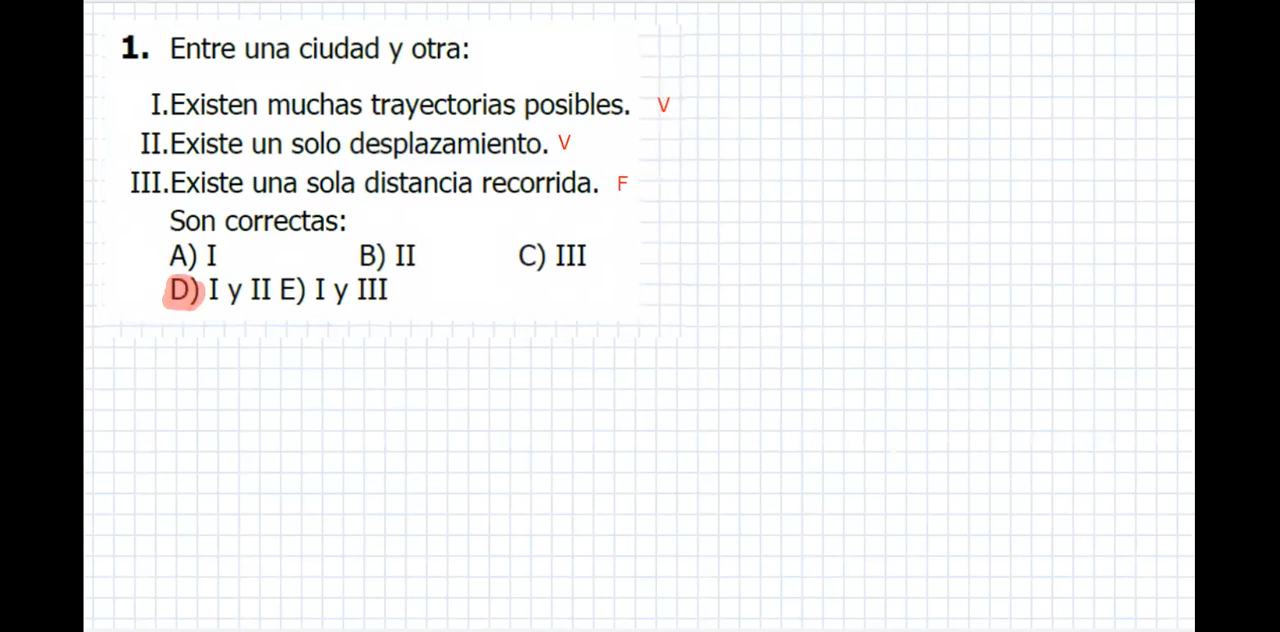 1. Entre una ciudad y otra:
I.Existen muchas trayectorias posibles. V
II.Existe un solo desplazamiento. V
III.Existe una sola distancia recorrida. F
Son correctas:
A) I B) II C) III
D) I y II E) I y III